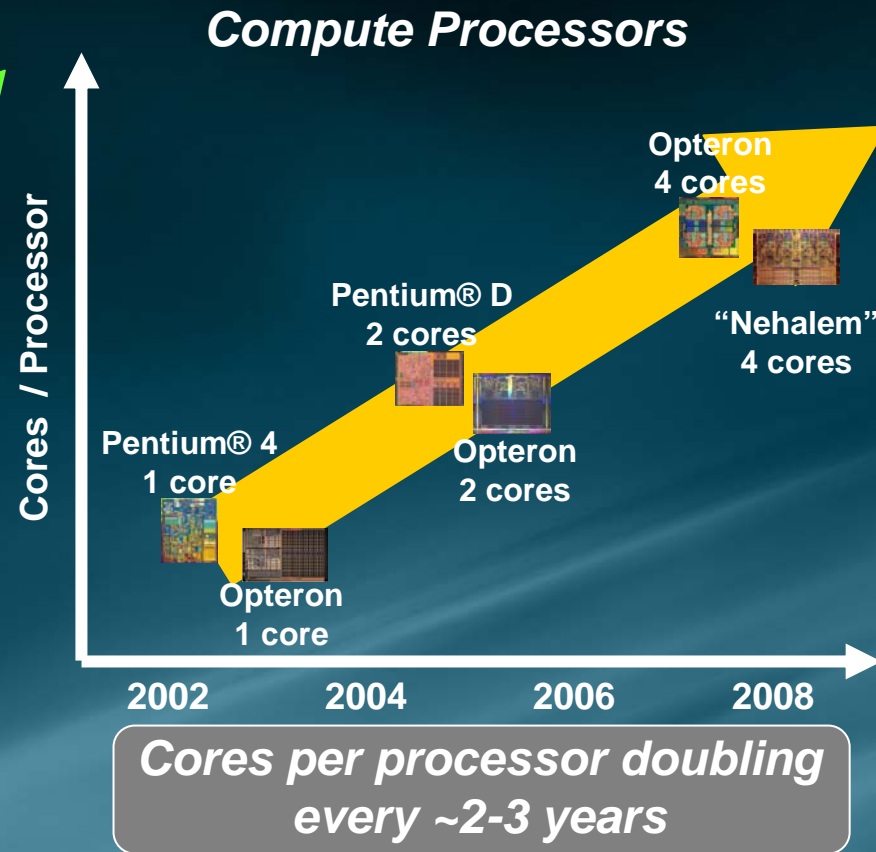 Compute Processors
Cores / Processor
Opteron
4 cores
Pentium® D
2 cores
“Nehalem”
4 cores
Pentium® 4
1 core
Opteron
2 cores
Opteron
1 core
2002 2004 2006 2008
Cores per processor doubling
every ~2-3 years